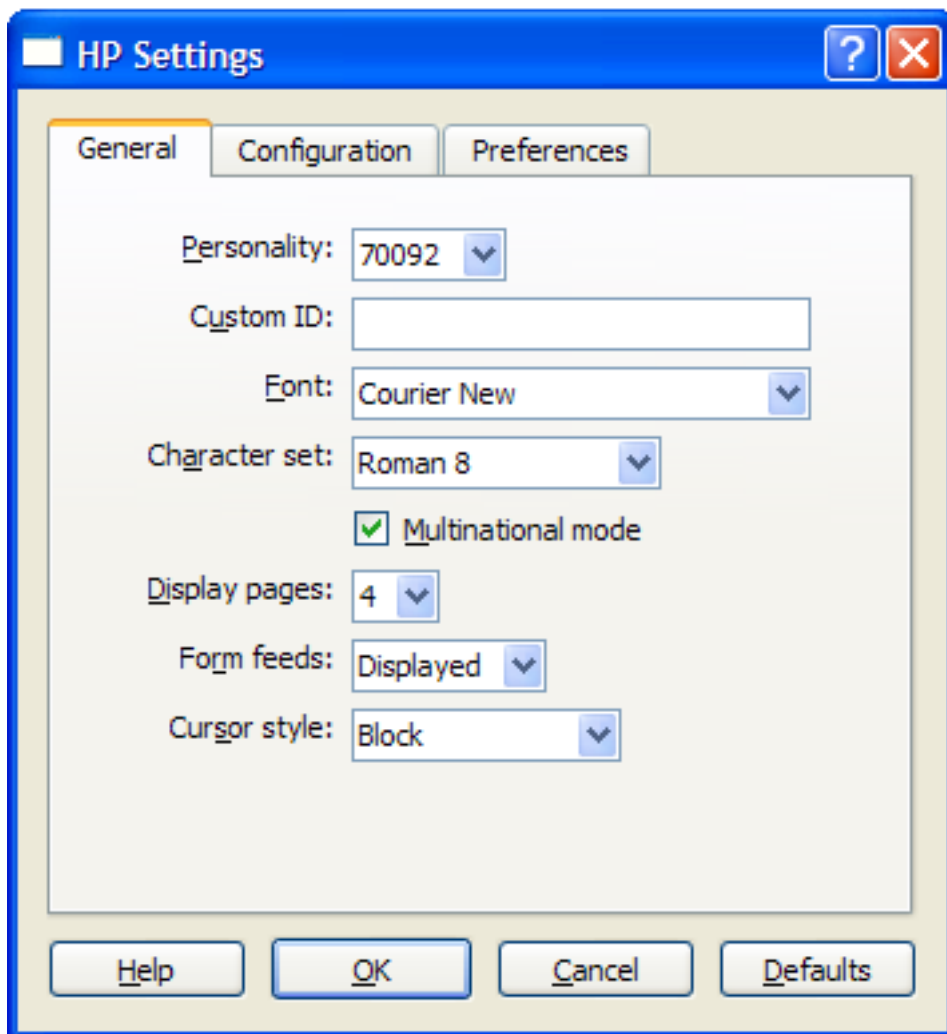 HP Settings
General Configuration Preferences
Personality: 70092
Custom ID:
Font: Courier New
Character set: Roman 8
Multinational mode
Display pages: 4
Form feeds: Displayed
Cursor style: Block
Help OK Cancel Defaults